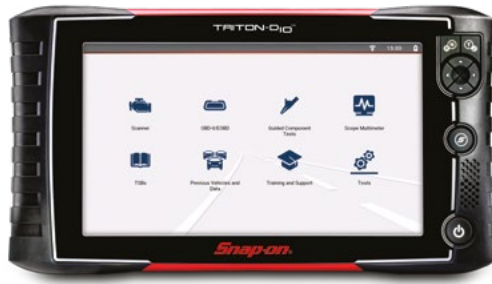 TRITON-D10™
15:00
Scanner
OBD-II/EOBD
Guided Component
Tests
Scope Multimeter
TSBs
Previous Vehicles and
Data
Training and Support
Tools
Snap-on®